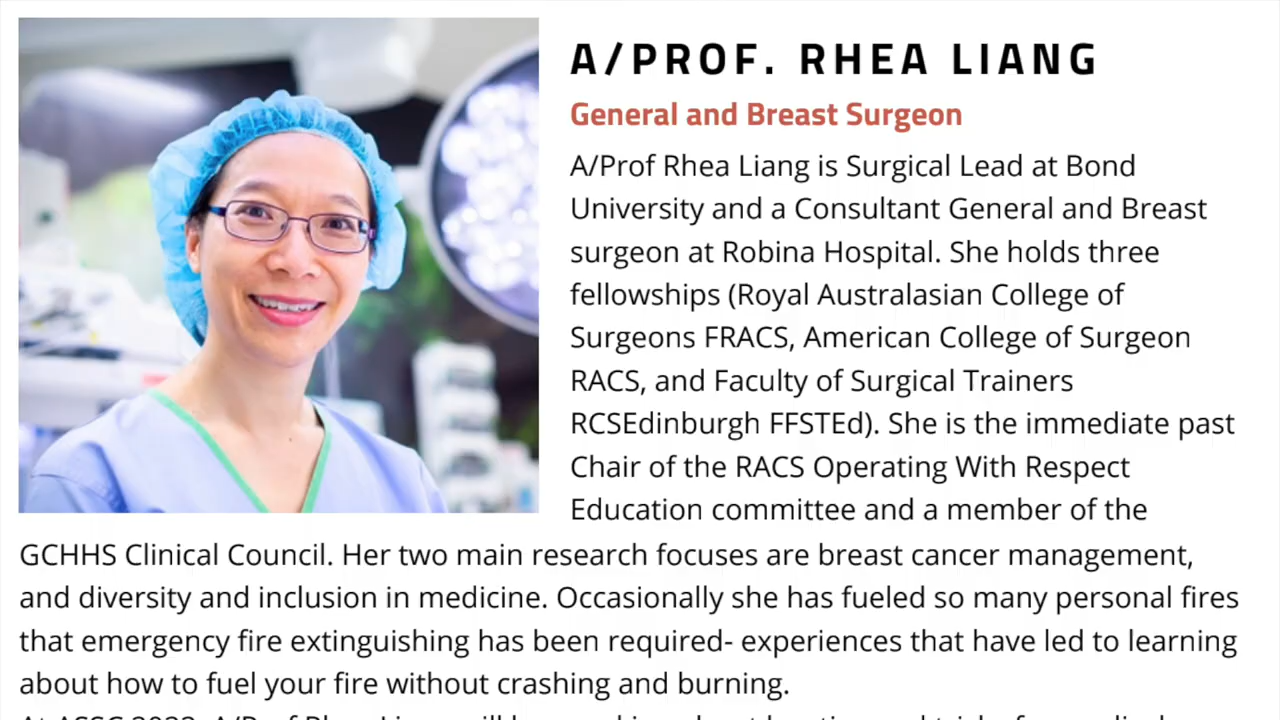 A/PROF. RHEA LIANG
General and Breast Surgeon
A/Prof Rhea Liang is Surgical Lead at Bond
University and a Consultant General and Breast
surgeon at Robina Hospital. She holds three
fellowships (Royal Australasian College of
Surgeons FRACS, American College of Surgeon
RACS, and Faculty of Surgical Trainers
RCSEdinburgh FFSTEd). She is the immediate past
Chair of the RACS Operating With Respect
Education committee and a member of the
GCHHS Clinical Council. Her two main research focuses are breast cancer management,
and diversity and inclusion in medicine. Occasionally she has fueled so many personal fires
that emergency fire extinguishing has been required- experiences that have led to learning
about how to fuel your fire without crashing and burning.